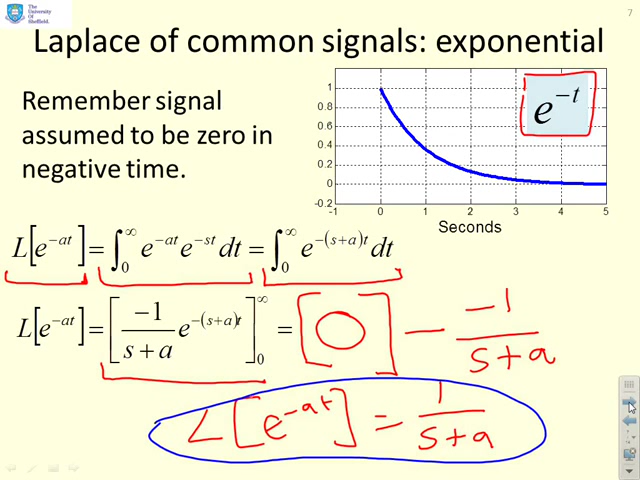 The University Of Sheffield.
7
Laplace of common signals: exponential
Remember signal
assumed to be zero in
negative time.
1
0.8
0.6
0.4
0.2
0
-0.2
-1 0 1 2 3 4 5
Seconds
e^{-t}
L[e^{-at}] = ∫_0^∞ e^{-at} e^{-st} dt = ∫_0^∞ e^{-(s+a)t} dt
L[e^{-at}] = [-1/(s+a) e^{-(s+a)t}]_0^∞ = [0] - -1/(s+a)
L[e^{-at}] = 1/(s+a)